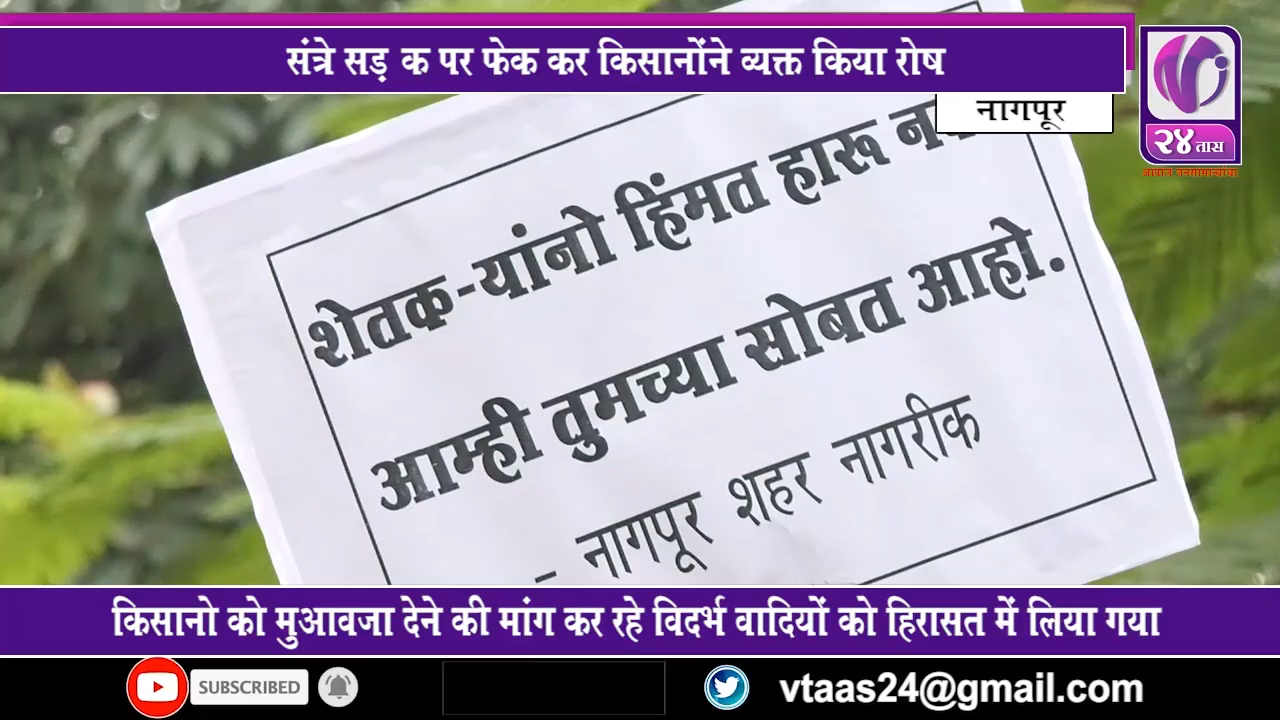 संत्रे सड़ क पर फेक कर किसानोंने व्यक्त किया रोष
नागपूर
२४ तास
शेतक-यांनो हिंमत हारू
आम्ही तुमच्या सोबत आहो.
- नागपूर शहर नागरीक
किसानो को मुआवजा देने की मांग कर रहे विदर्भ वादियों को हिरासत में लिया गया
SUBSCRIBED
vtaas24@gmail.com